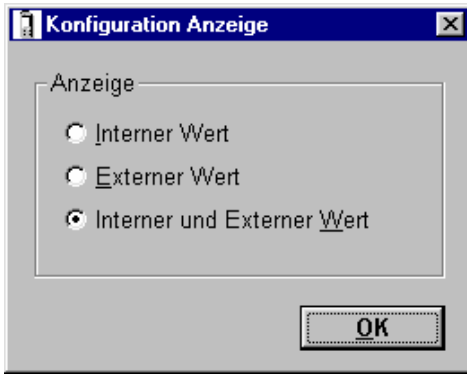 Konfiguration Anzeige
Anzeige
Interner Wert
Externer Wert
Interner und Externer Wert
OK